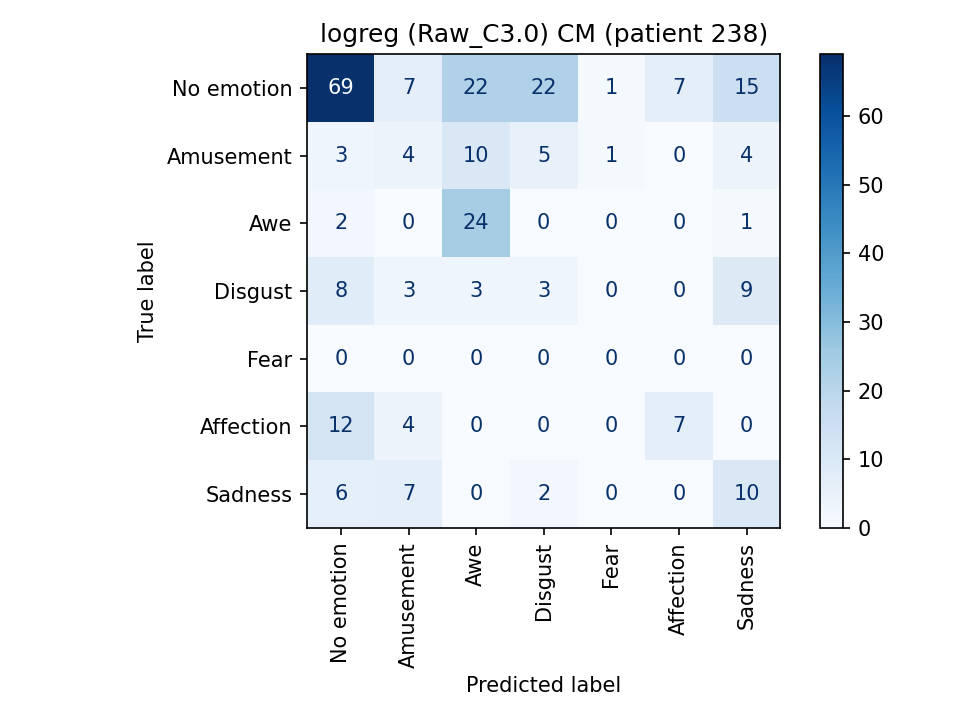 logreg (Raw_C3.0) CM (patient 238)
True label
No emotion 69 7 22 22 1 7 15
Amusement 3 4 10 5 1 0 4
Awe 2 0 24 0 0 0 1
Disgust 8 3 3 3 0 0 9
Fear 0 0 0 0 0 0 0
Affection 12 4 0 0 0 7 0
Sadness 6 7 0 2 0 0 10
No emotion Amusement Awe Disgust Fear Affection Sadness
Predicted label
60
50
40
30
20
10
0